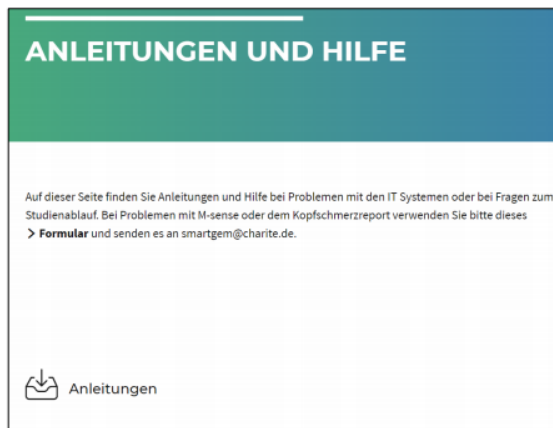 ANLEITUNGEN UND HILFE
Auf dieser Seite finden Sie Anleitungen und Hilfe bei Problemen mit den IT Systemen oder bei Fragen zum
Studienablauf. Bei Problemen mit M-sense oder dem Kopfschmerzreport verwenden Sie bitte dieses
> Formular und senden es an smartgem@charite.de.
Anleitungen